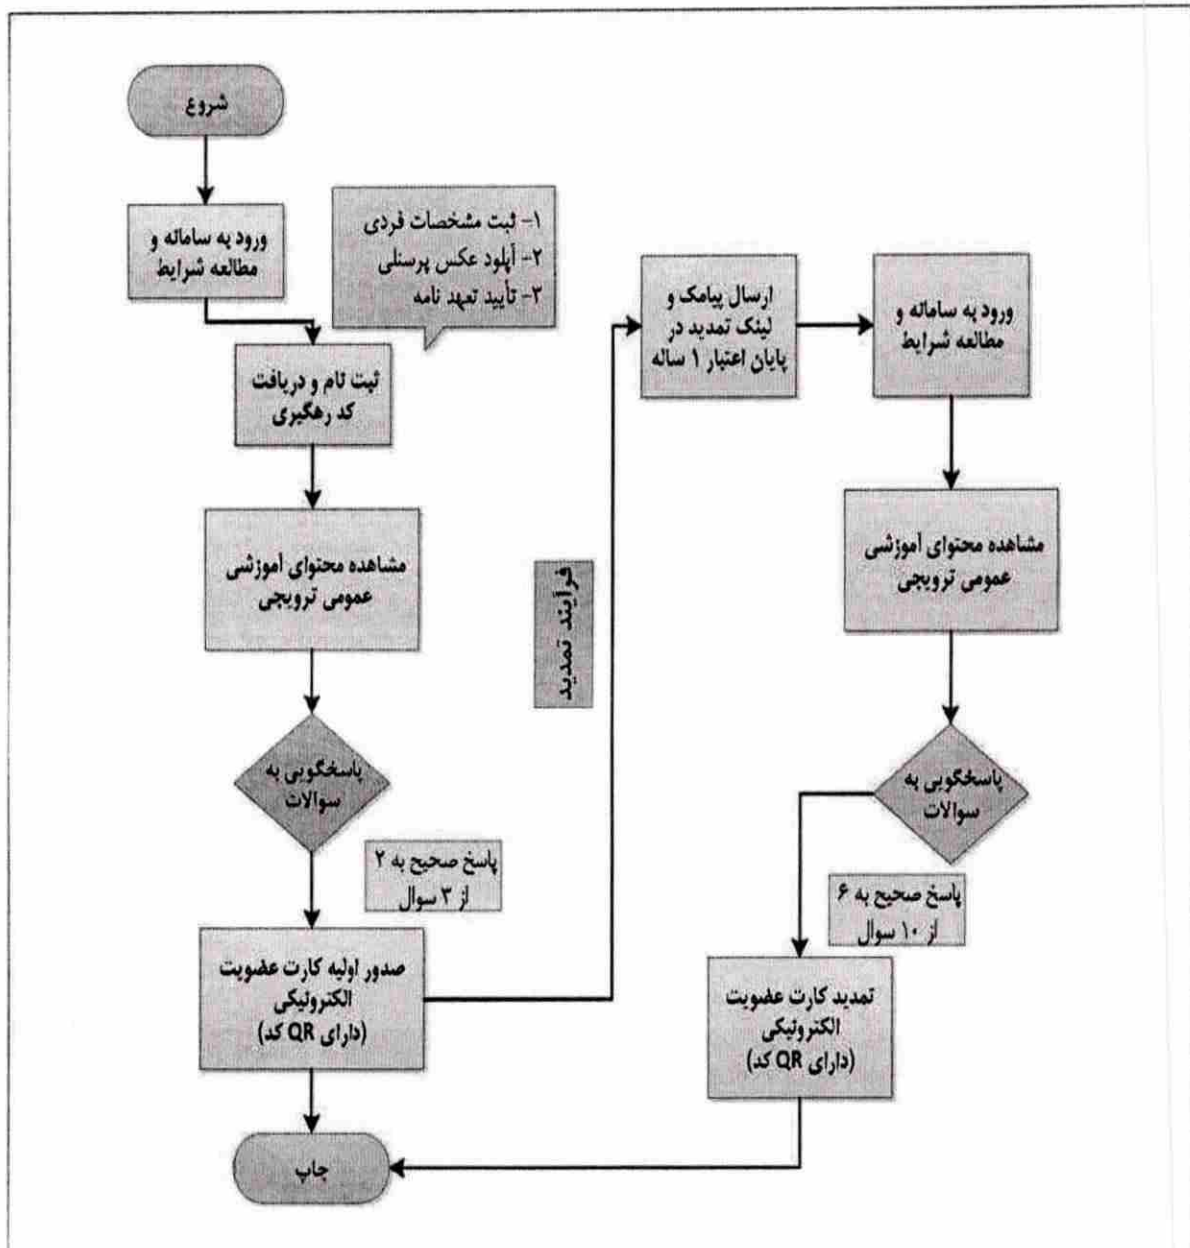 شروع
ورود به سامانه و
مطالعه شرایط
۱- ثبت مشخصات فردی
۲- آپلود عکس پرسنلی
۳- تأیید تعهد نامه
ثبت نام و دریافت
کد رهگیری
مشاهده محتوای آموزشی
عمومی ترویجی
پاسخگویی به
سوالات
پاسخ صحیح به ۲
از ۳ سوال
صدور اولیه کارت عضویت
الکترونیکی
(دارای QR کد)
چاپ
فرآیند تمدید
ارسال پیامک و
لینک تمدید در
پایان اعتبار ۱ ساله
ورود به سامانه و
مطالعه شرایط
مشاهده محتوای آموزشی
عمومی ترویجی
پاسخگویی به
سوالات
پاسخ صحیح به ۶
از ۱۰ سوال
تمدید کارت عضویت
الکترونیکی
(دارای QR کد)